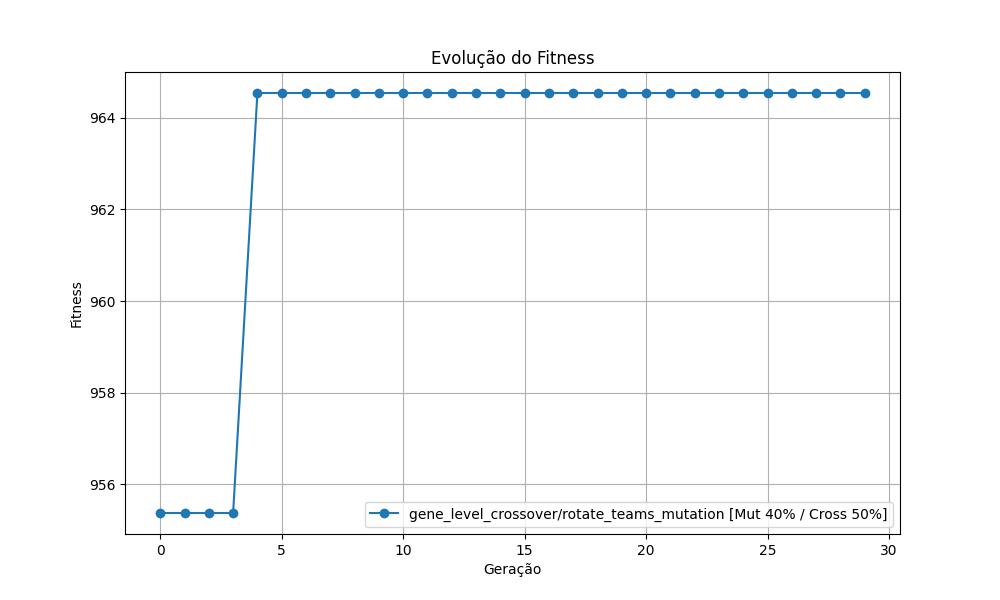 Evolução do Fitness
Fitness
964
962
960
958
956
gene_level_crossover/rotate_teams_mutation [Mut 40% / Cross 50%]
0 5 10 15 20 25 30
Geração